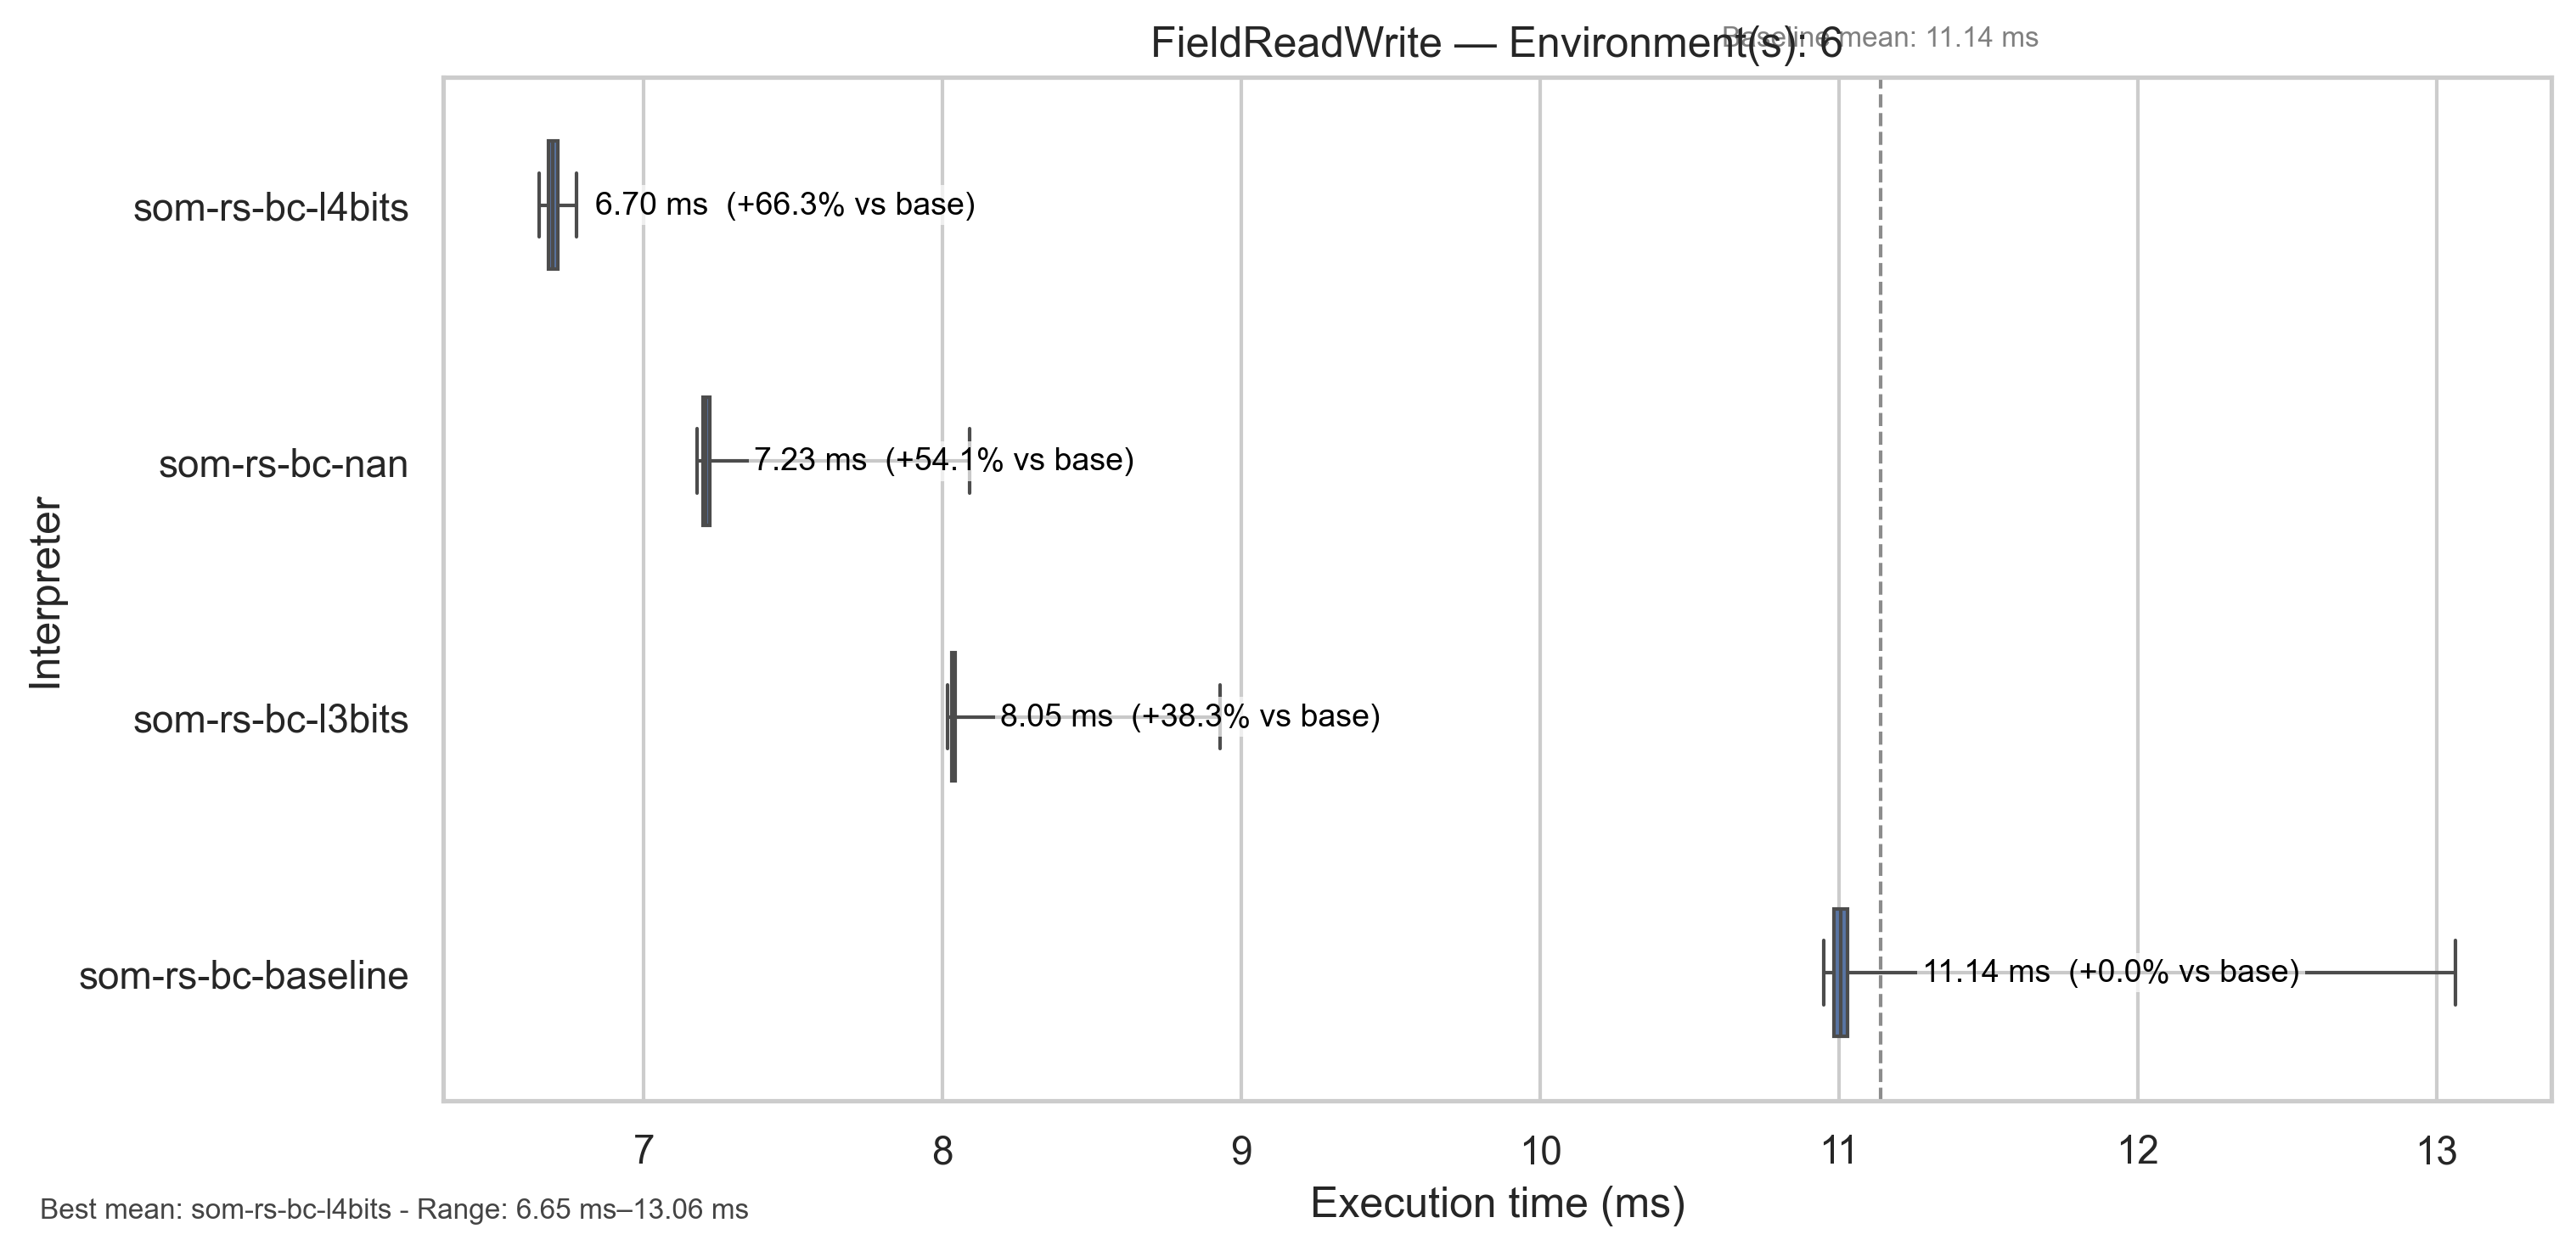 FieldReadWrite — Environment(s): 6
Baseline mean: 11.14 ms
Interpreter
som-rs-bc-l4bits
6.70 ms (+66.3% vs base)
som-rs-bc-nan
7.23 ms (+54.1% vs base)
som-rs-bc-l3bits
8.05 ms (+38.3% vs base)
som-rs-bc-baseline
11.14 ms (+0.0% vs base)
7 8 9 10 11 12 13
Execution time (ms)
Best mean: som-rs-bc-l4bits - Range: 6.65 ms–13.06 ms